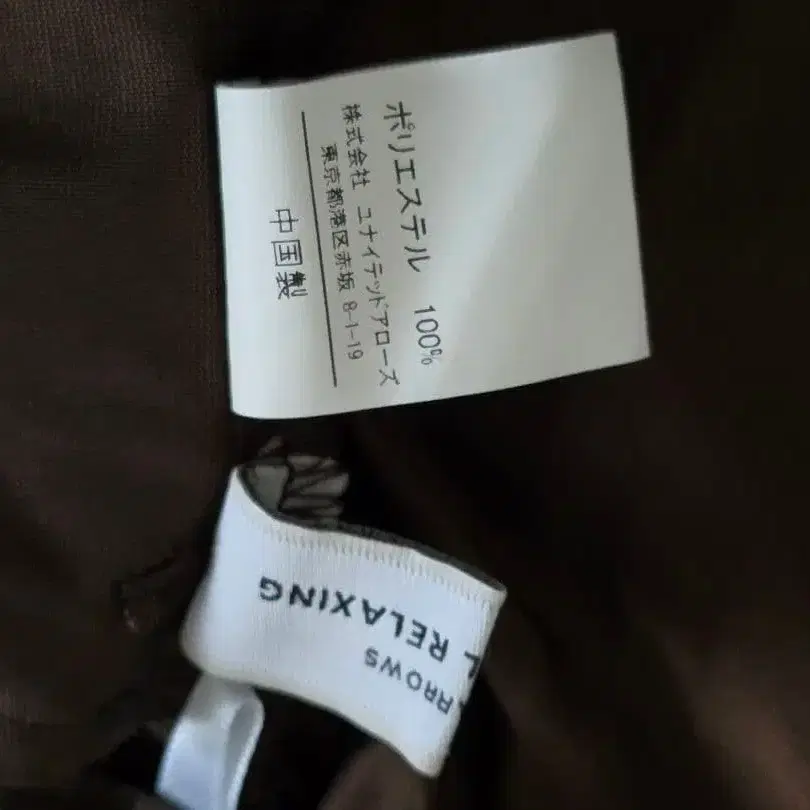 ポリエステル 100%
株式会社 ユナイテッドアローズ
東京都港区赤坂 8-1-19
中国製
ARROWS
L RELAXING